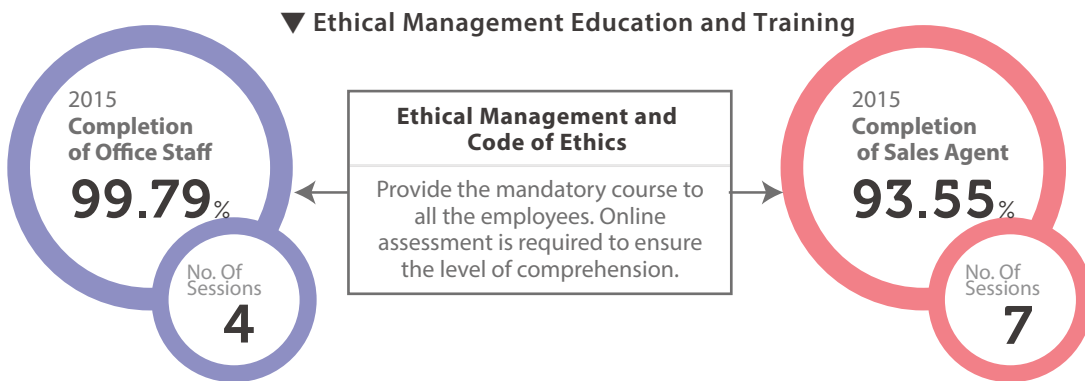 ▼ Ethical Management Education and Training
2015
Completion
of Office Staff
99.79%
No. Of
Sessions
4
Ethical Management and
Code of Ethics
Provide the mandatory course to
all the employees. Online
assessment is required to ensure
the level of comprehension.
2015
Completion
of Sales Agent
93.55%
No. Of
Sessions
7